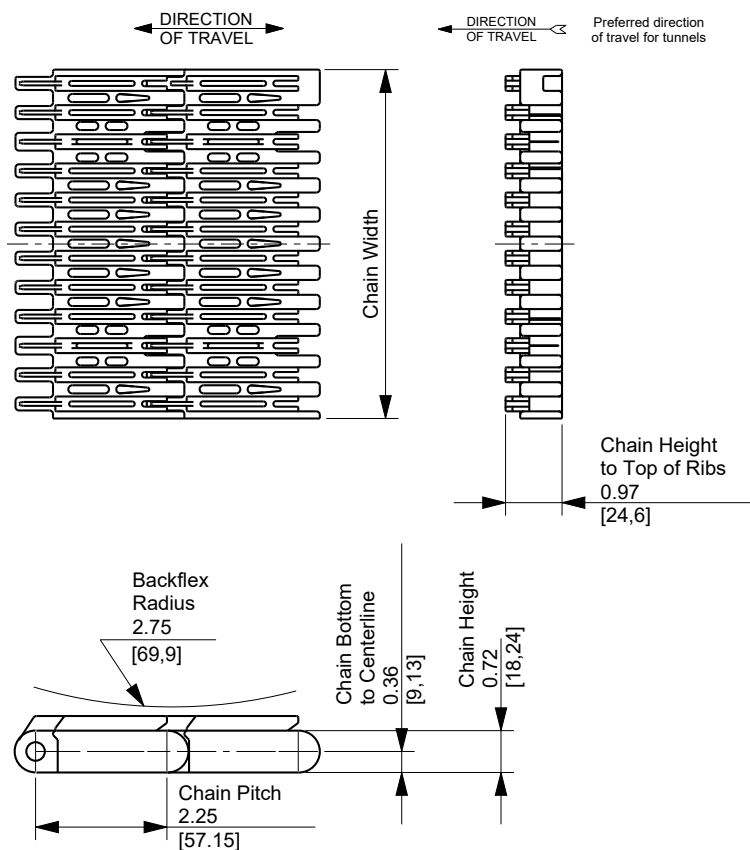 DIRECTION
OF TRAVEL
DIRECTION
OF TRAVEL
Preferred direction
of travel for tunnels
Chain Width
Chain Height
to Top of Ribs
0.97
[24,6]
Backflex
Radius
2.75
[69,9]
Chain Bottom
to Centerline
0.36
[9,13]
Chain Height
0.72
[18,24]
Chain Pitch
2.25
[57.15]